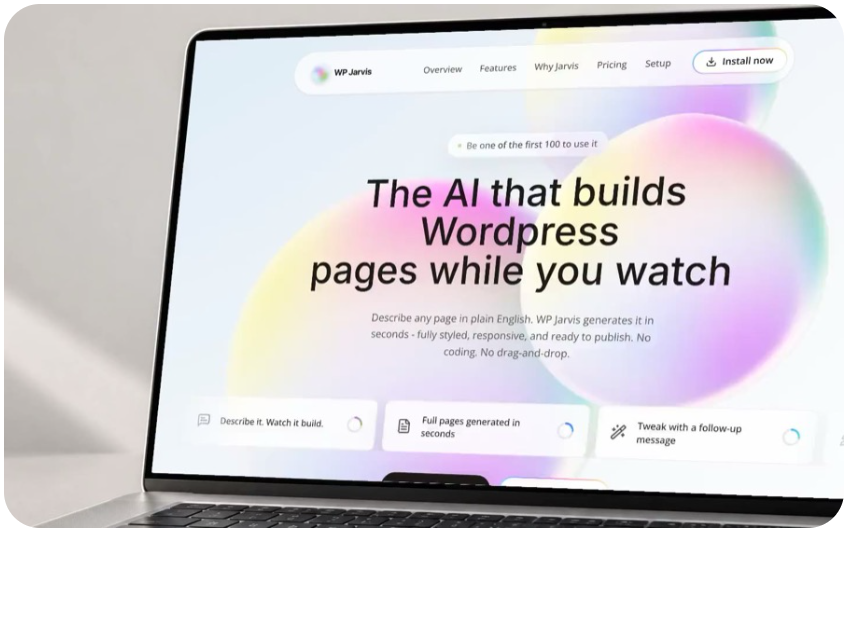 WP Jarvis
Overview
Features
Why Jarvis
Pricing
Setup
Install now
Be one of the first 100 to use it
The AI that builds
Wordpress
pages while you watch
Describe any page in plain English. WP Jarvis generates it in
seconds - fully styled, responsive, and ready to publish. No
coding. No drag-and-drop.
Describe it. Watch it build.
Full pages generated in
seconds
Tweak with a follow-up
message